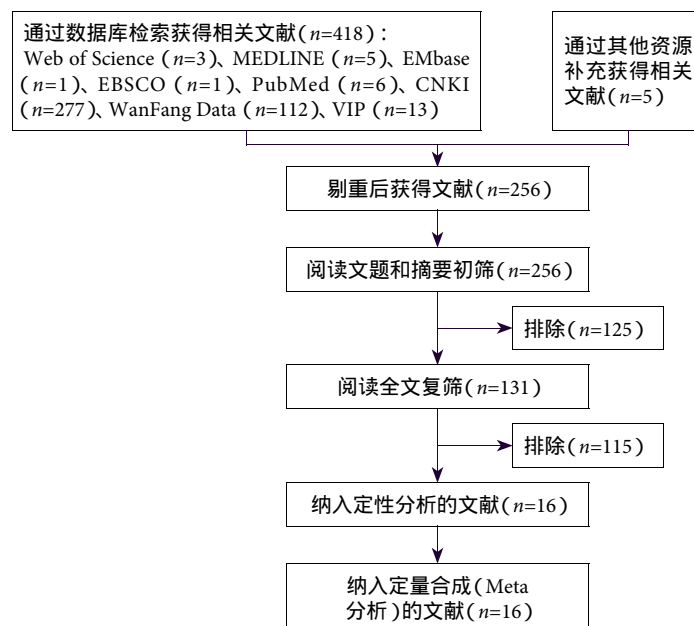 通过数据库检索获得相关文献(n=418)：
Web of Science (n=3)、MEDLINE (n=5)、EMbase
(n=1)、EBSCO (n=1)、PubMed (n=6)、CNKI
(n=277)、WanFang Data (n=112)、VIP (n=13)
通过其他资源
补充获得相关
文献(n=5)
剔重后获得文献(n=256)
阅读文题和摘要初筛(n=256)
排除(n=125)
阅读全文复筛(n=131)
排除(n=115)
纳入定性分析的文献(n=16)
纳入定量合成(Meta
分析)的文献(n=16)